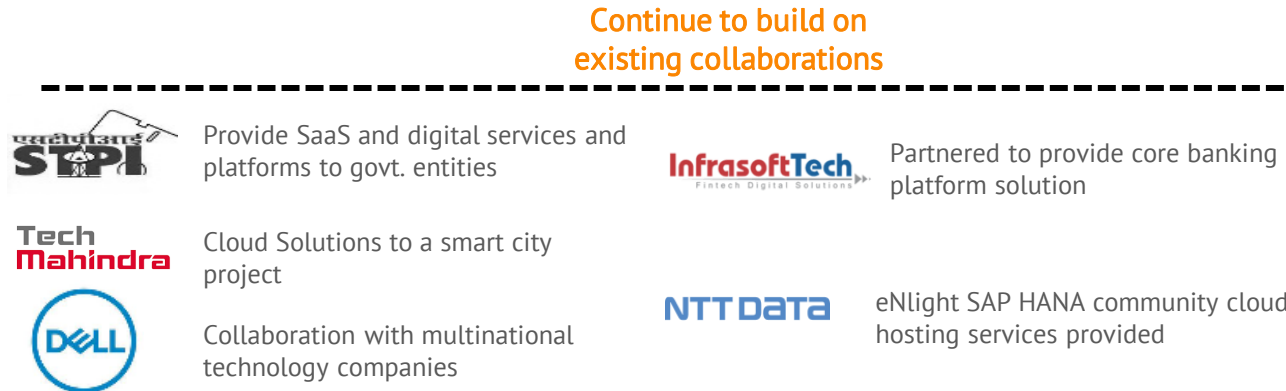 Continue to build on
existing collaborations
एसटीपीआई
STPI
Provide SaaS and digital services and
platforms to govt. entities
Tech
Mahindra
Cloud Solutions to a smart city
project
DELL
Collaboration with multinational
technology companies
InfrasoftTech
Fintech Digital Solutions
Partnered to provide core banking
platform solution
NTT DATA
eNlight SAP HANA community cloud
hosting services provided